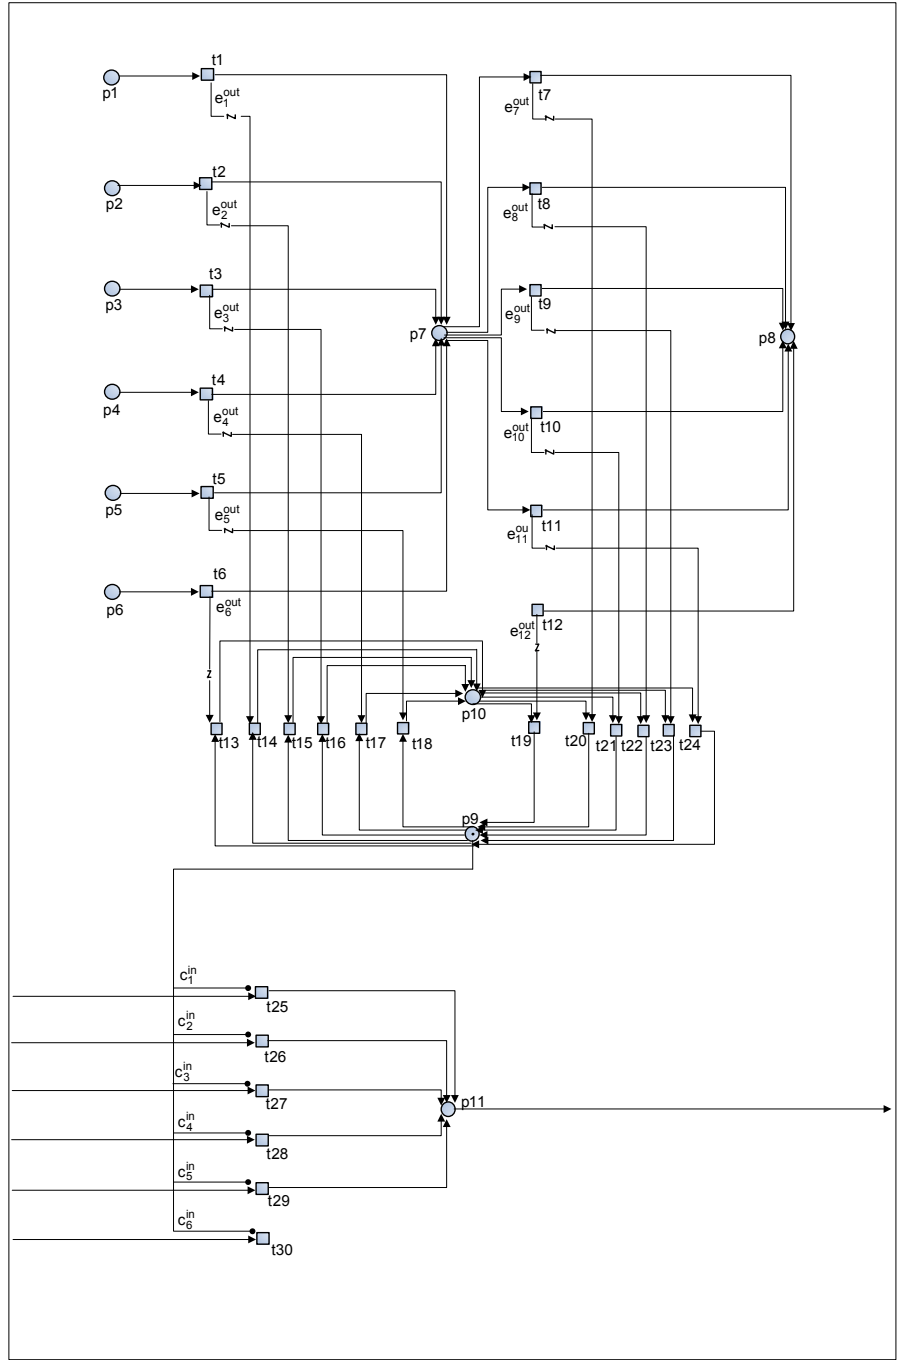 t1
p1
e₁ᵒᵘᵗ
t7
e₇ᵒᵘᵗ
t2
p2
e₂ᵒᵘᵗ
t8
e₈ᵒᵘᵗ
t3
p3
e₃ᵒᵘᵗ
t9
e₉ᵒᵘᵗ
p7
p8
t4
p4
e₄ᵒᵘᵗ
t10
e₁₀ᵒᵘᵗ
t5
p5
e₅ᵒᵘᵗ
t11
e₁₁ᵒᵘ
t6
p6
e₆ᵒᵘᵗ
t12
e₁₂ᵒᵘᵗ
z
z
p10
t13
t14
t15
t16
t17
t18
t19
t20
t21
t22
t23
t24
p9
c₁ⁱⁿ
t25
c₂ⁱⁿ
t26
c₃ⁱⁿ
t27
p11
c₄ⁱⁿ
t28
c₅ⁱⁿ
t29
c₆ⁱⁿ
t30